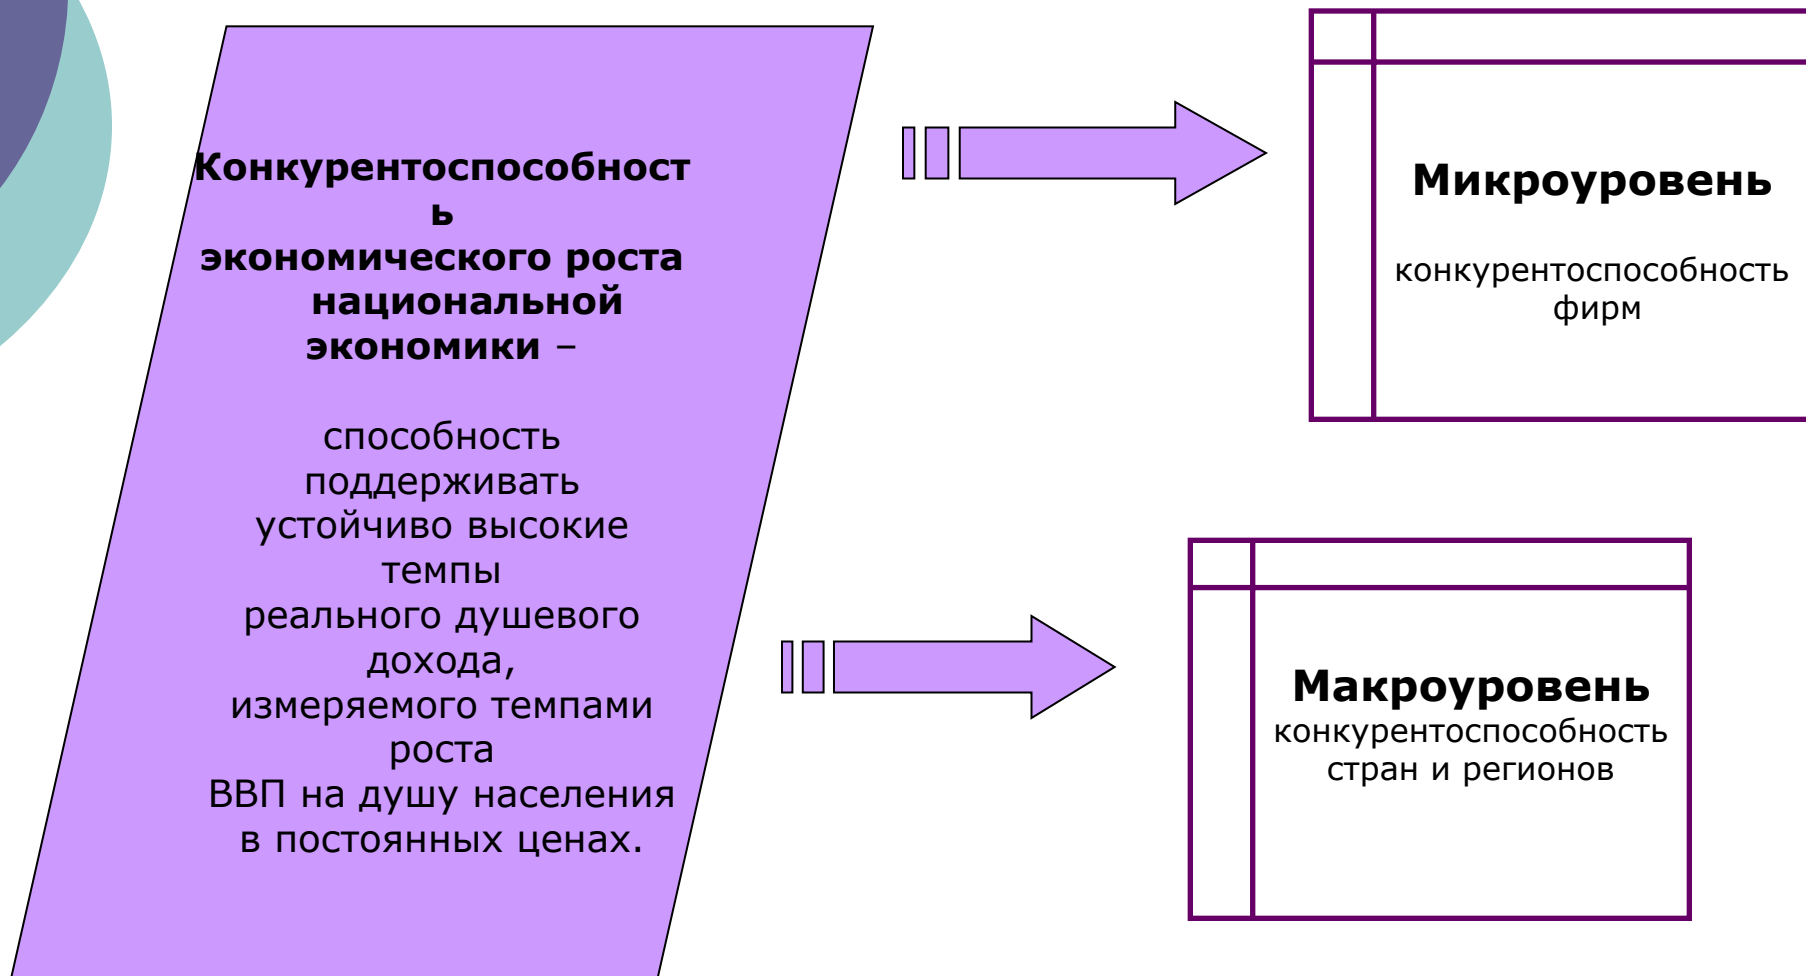 Конкурентоспособност
ь
экономического роста
национальной
экономики –
способность
поддерживать
устойчиво высокие
темпы
реального душевого
дохода,
измеряемого темпами
роста
ВВП на душу населения
в постоянных ценах.
Микроуровень
конкурентоспособность
фирм
Макроуровень
конкурентоспособность
стран и регионов